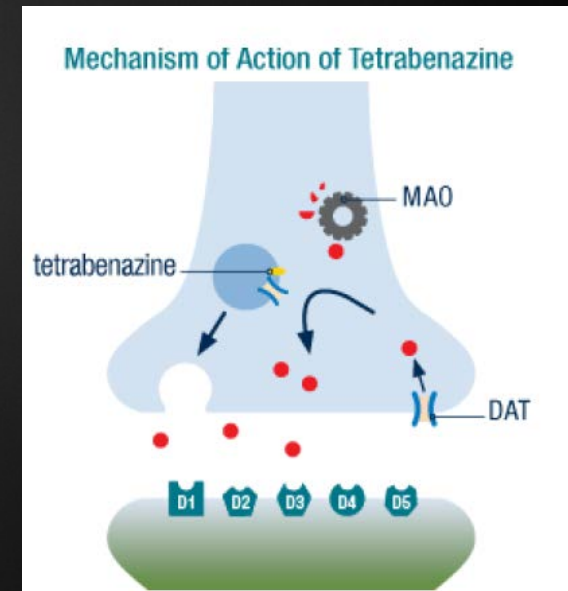 Mechanism of Action of Tetrabenazine
MAO
tetrabenazine
DAT
D1 D2 D3 D4 D5